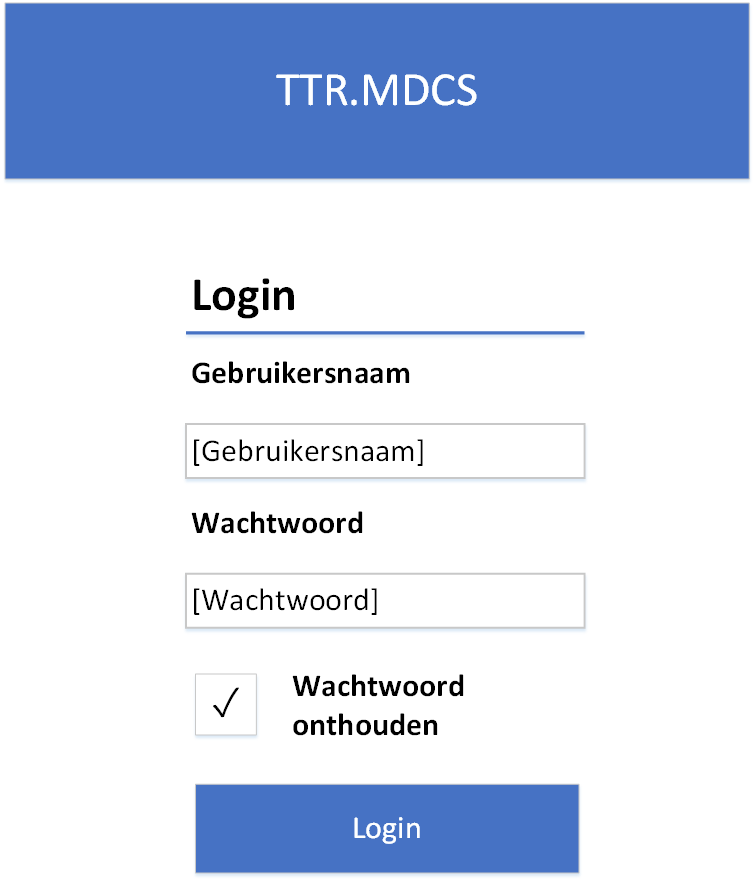 TTR.MDCS
Login
Gebruikersnaam
[Gebruikersnaam]
Wachtwoord
[Wachtwoord]
✓ Wachtwoord
onthouden
Login